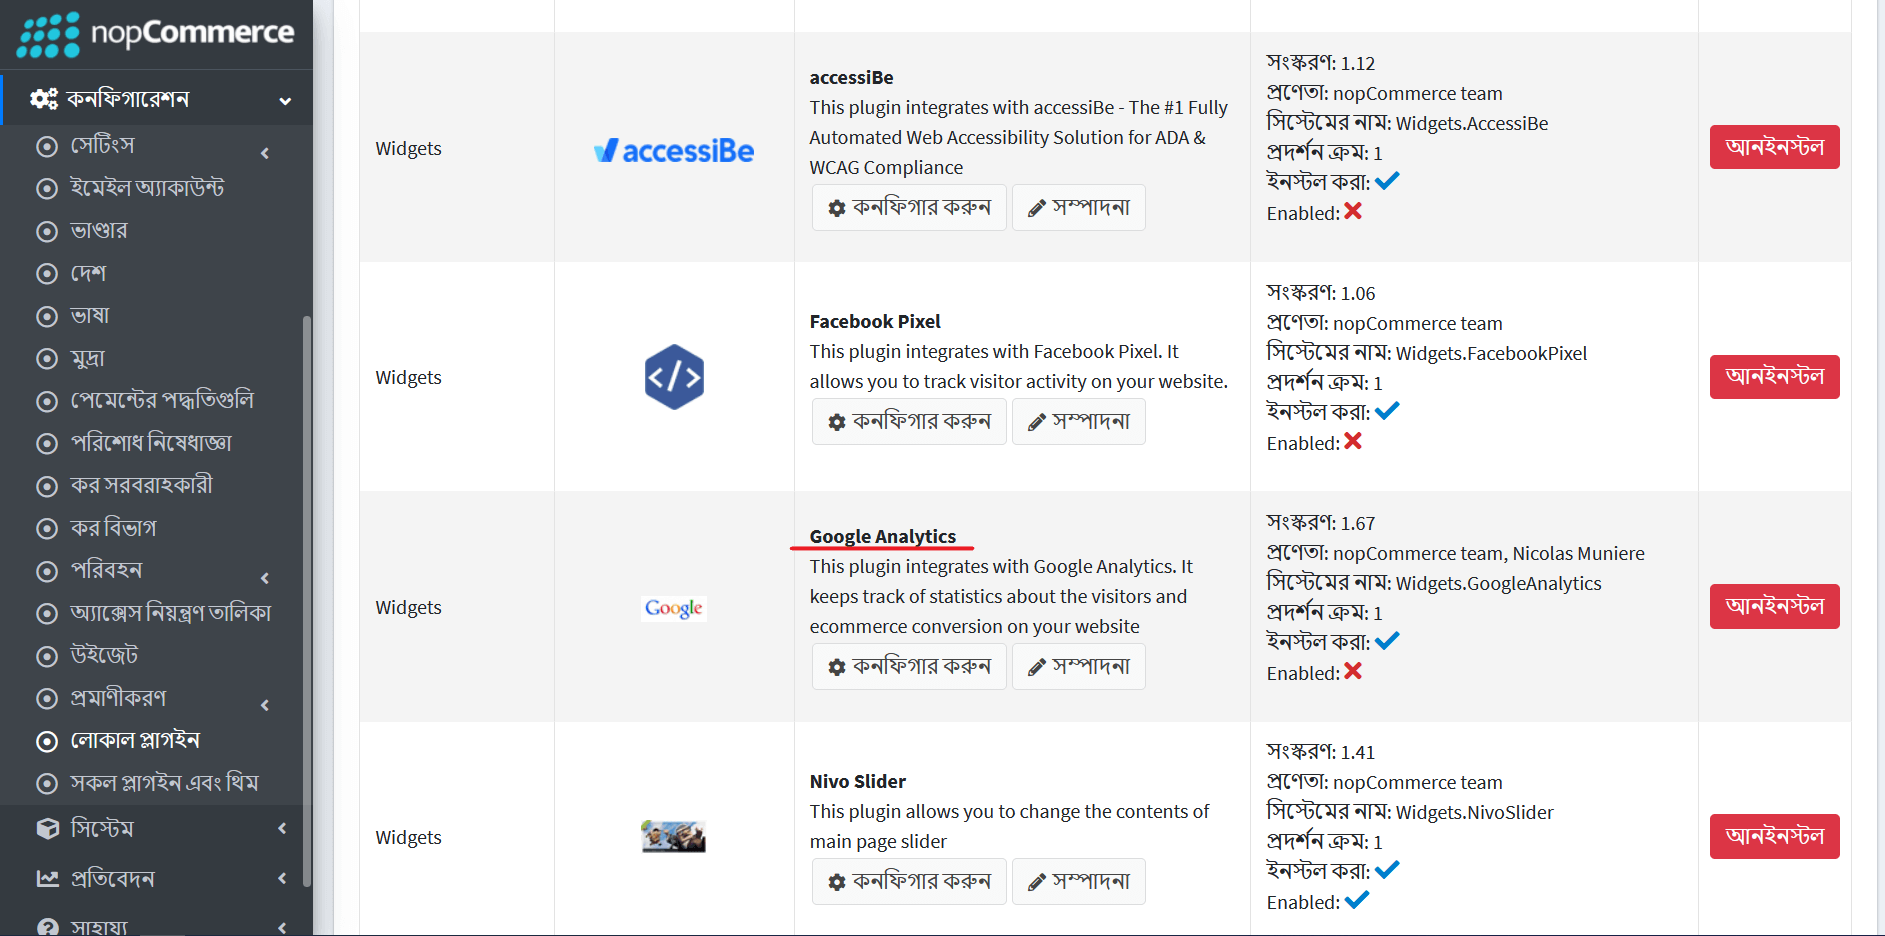 nopCommerce
কনফিগারেশন
সেটিংস
ইমেইল অ্যাকাউন্ট
ভাণ্ডার
দেশ
ভাষা
মুদ্রা
পেমেন্টের পদ্ধতিগুলি
পরিশোধ নিষেধাজ্ঞা
কর সরবরাহকারী
কর বিভাগ
পরিবহন
অ্যাক্সেস নিয়ন্ত্রণ তালিকা
উইজেট
প্রমাণীকরণ
লোকাল প্লাগইন
সকল প্লাগইন এবং থিম
সিস্টেম
প্রতিবেদন
সাহায্য
Widgets
accessiBe
accessiBe
This plugin integrates with accessiBe - The #1 Fully
Automated Web Accessibility Solution for ADA &
WCAG Compliance
কনফিগার করুন
সম্পাদনা
সংস্করণ: 1.12
প্রণেতা: nopCommerce team
সিস্টেমের নাম: Widgets.AccessiBe
প্রদর্শন ক্রম: 1
ইনস্টল করা:
Enabled:
আনইনস্টল
Widgets
Facebook Pixel
This plugin integrates with Facebook Pixel. It
allows you to track visitor activity on your website.
কনফিগার করুন
সম্পাদনা
সংস্করণ: 1.06
প্রণেতা: nopCommerce team
সিস্টেমের নাম: Widgets.FacebookPixel
প্রদর্শন ক্রম: 1
ইনস্টল করা:
Enabled:
আনইনস্টল
Widgets
Google
Google Analytics
This plugin integrates with Google Analytics. It
keeps track of statistics about the visitors and
ecommerce conversion on your website
কনফিগার করুন
সম্পাদনা
সংস্করণ: 1.67
প্রণেতা: nopCommerce team, Nicolas Muniere
সিস্টেমের নাম: Widgets.GoogleAnalytics
প্রদর্শন ক্রম: 1
ইনস্টল করা:
Enabled:
আনইনস্টল
Widgets
Nivo Slider
This plugin allows you to change the contents of
main page slider
কনফিগার করুন
সম্পাদনা
সংস্করণ: 1.41
প্রণেতা: nopCommerce team
সিস্টেমের নাম: Widgets.NivoSlider
প্রদর্শন ক্রম: 1
ইনস্টল করা:
Enabled:
আনইনস্টল